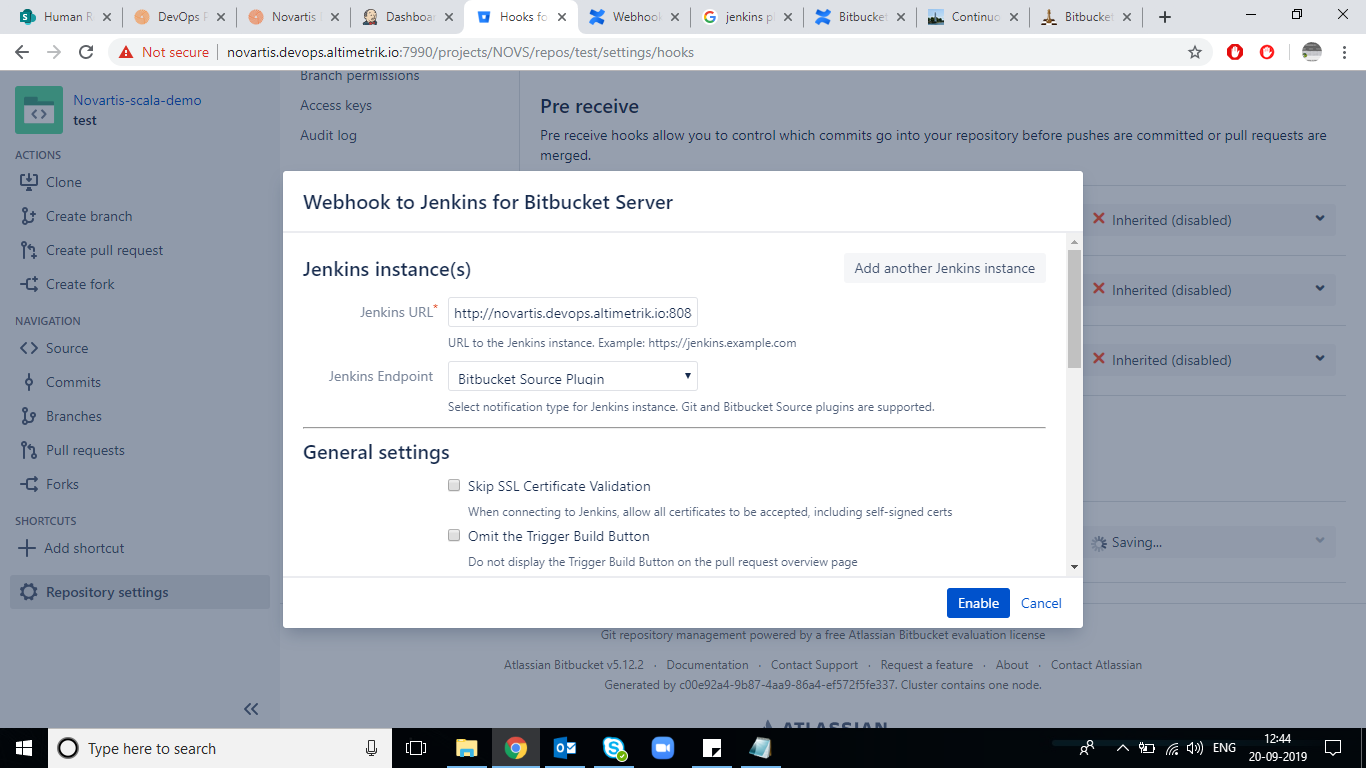 Human R
DevOps P
Novartis
Dashboar
Hooks fo
Webhook
jenkins pl
Bitbucket
Continuo
Bitbucket
Not secure
novartis.devops.altimetrik.io:7990/projects/NOVS/repos/test/settings/hooks
Novartis-scala-demo
test
ACTIONS
Clone
Create branch
Create pull request
Create fork
NAVIGATION
Source
Commits
Branches
Pull requests
Forks
SHORTCUTS
Add shortcut
Repository settings
Branch permissions
Access keys
Audit log
Pre receive
Pre receive hooks allow you to control which commits go into your repository before pushes are committed or pull requests are
merged.
Inherited (disabled)
Inherited (disabled)
Inherited (disabled)
Saving...
Webhook to Jenkins for Bitbucket Server
Jenkins instance(s)
Add another Jenkins instance
Jenkins URL*
http://novartis.devops.altimetrik.io:808
URL to the Jenkins instance. Example: https://jenkins.example.com
Jenkins Endpoint
Bitbucket Source Plugin
Select notification type for Jenkins instance. Git and Bitbucket Source plugins are supported.
General settings
Skip SSL Certificate Validation
When connecting to Jenkins, allow all certificates to be accepted, including self-signed certs
Omit the Trigger Build Button
Do not display the Trigger Build Button on the pull request overview page
Enable
Cancel
Git repository management powered by a free Atlassian Bitbucket evaluation license
Atlassian Bitbucket v5.12.2 · Documentation · Contact Support · Request a feature · About · Contact Atlassian
Generated by c00e92a4-9b87-4aa9-86a4-ef572f5fe337. Cluster contains one node.
ATLASSIAN
Type here to search
ENG
12:44
20-09-2019